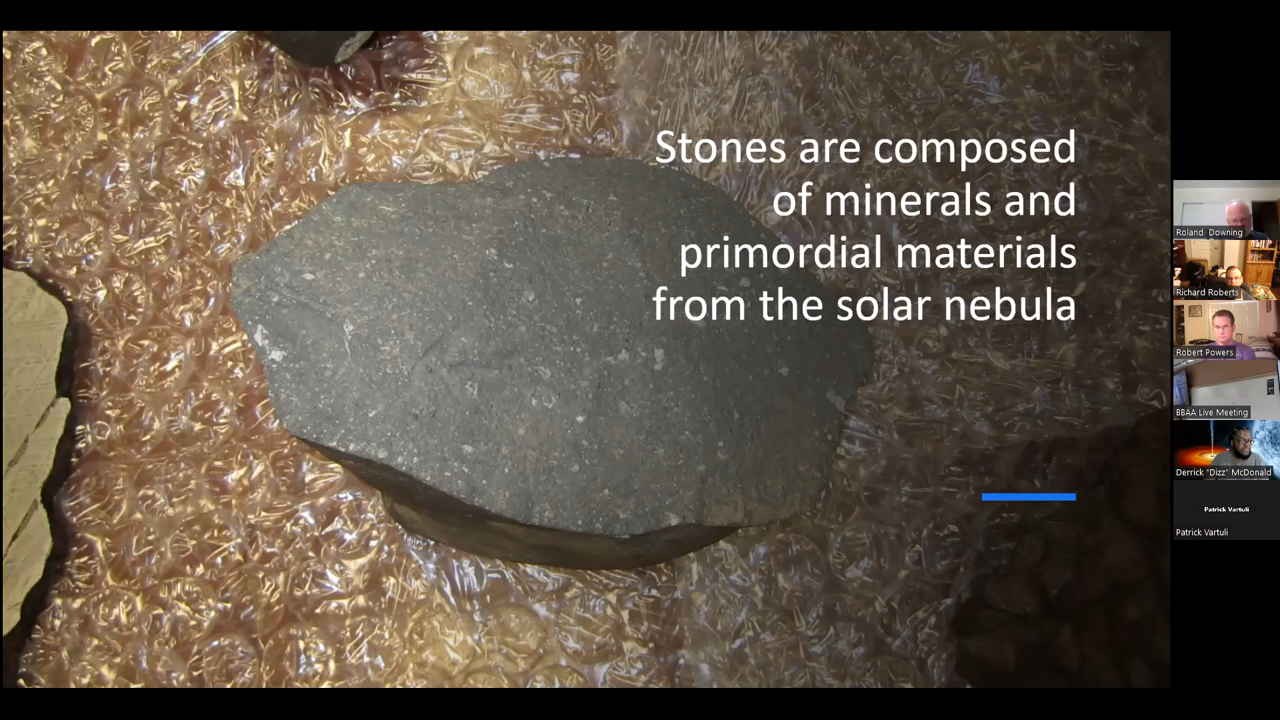 Stones are composed
of minerals and
primordial materials
from the solar nebula
Roland Downing
Richard Roberts
Robert Powers
BBAA Live Meeting
Derrick "Dizz" McDonald
Patrick Vartuli
Patrick Vartuli